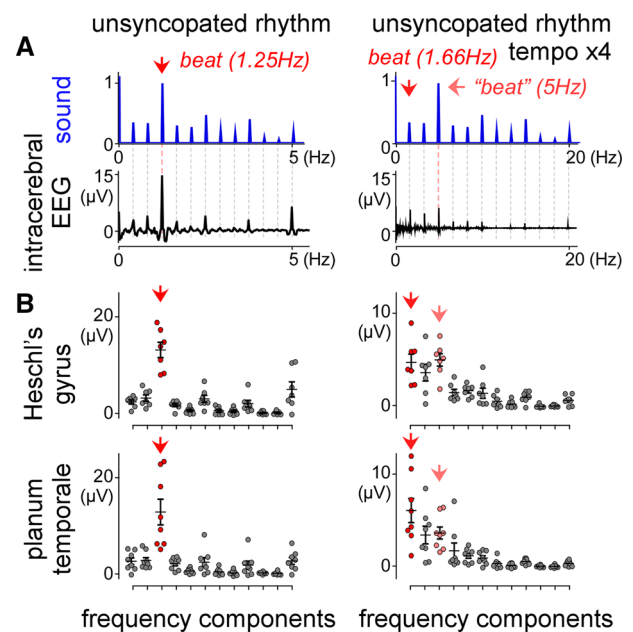 unsyncopated rhythm
unsyncopated rhythm
tempo x4
A
beat (1.25Hz)
beat (1.66Hz)
"beat" (5Hz)
sound
1
0
5 (Hz)
1
0
20 (Hz)
intracerebral
EEG
15
(µV)
0
0
5 (Hz)
15
(µV)
0
0
20 (Hz)
B
Heschl's
gyrus
20
(µV)
0
10
(µV)
0
planum
temporale
20
(µV)
0
10
(µV)
0
frequency components
frequency components